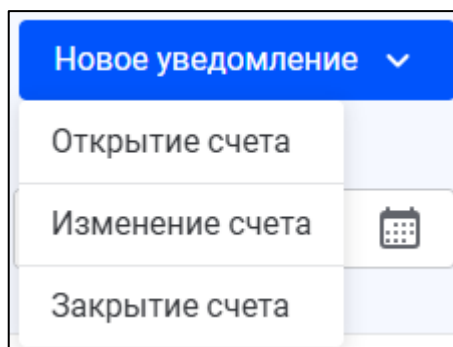 Новое уведомление
Открытие счета
Изменение счета
Закрытие счета